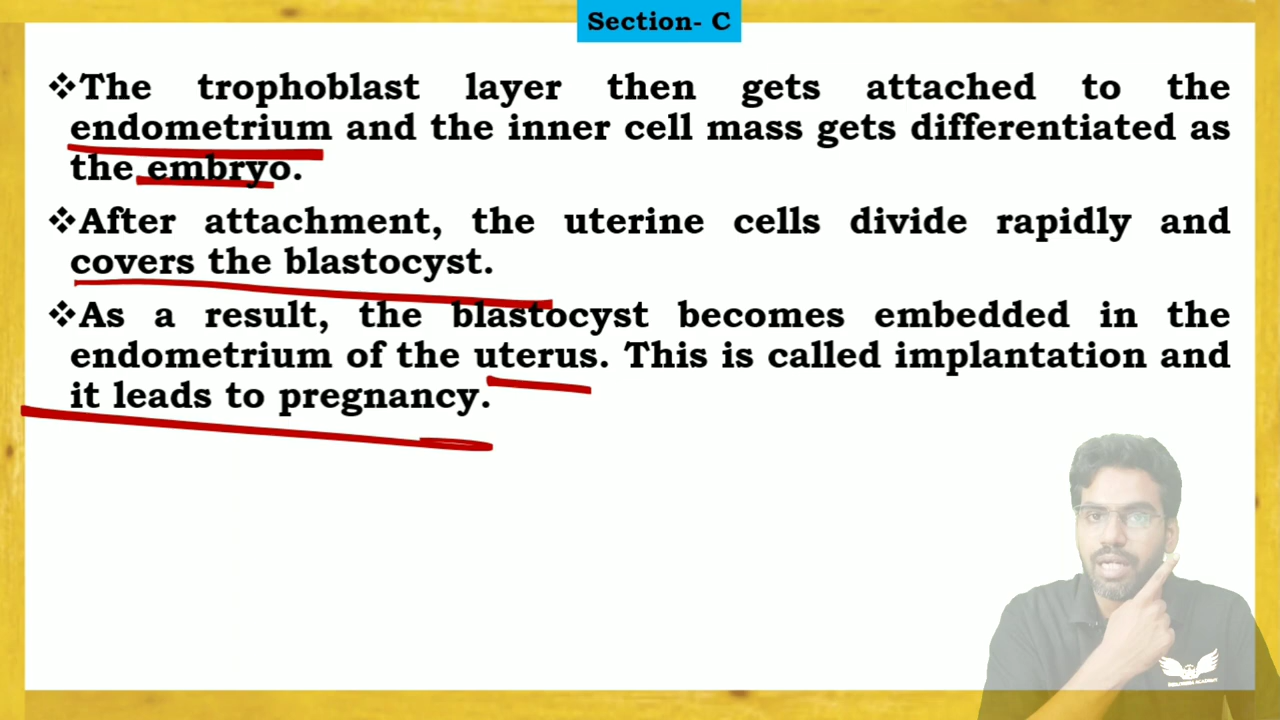 Section- C
❖The trophoblast layer then gets attached to the
endometrium and the inner cell mass gets differentiated as
the embryo.
❖After attachment, the uterine cells divide rapidly and
covers the blastocyst.
❖As a result, the blastocyst becomes embedded in the
endometrium of the uterus. This is called implantation and
it leads to pregnancy.